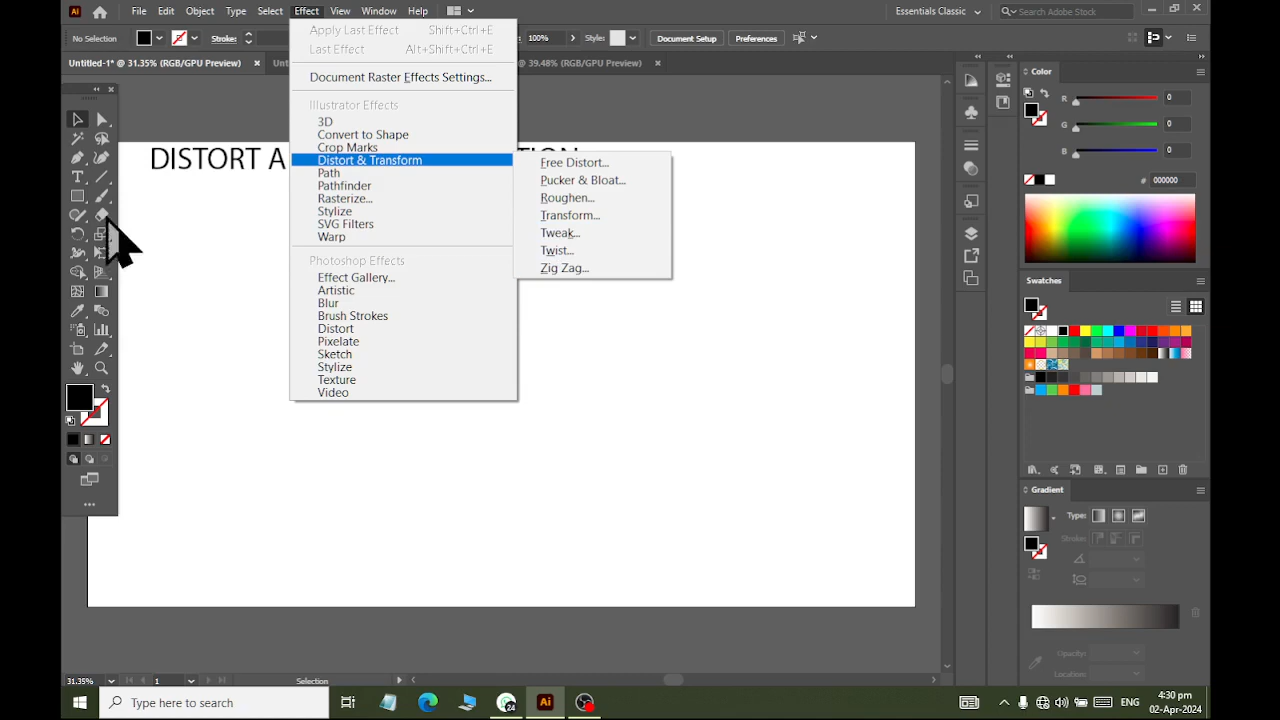 Ai File Edit Object Type Select Effect View Window Help Essentials Classic Search Adobe Stock
No Selection Stroke: 100% Style: Document Setup Preferences
Untitled-1* @ 31.35% (RGB/GPU Preview) × @ 39.48% (RGB/GPU Preview) ×
Apply Last Effect Shift+Ctrl+E
Last Effect Alt+Shift+Ctrl+E
Document Raster Effects Settings...
Illustrator Effects
3D
Convert to Shape
Crop Marks
Distort & Transform
Path
Pathfinder
Rasterize...
Stylize
SVG Filters
Warp
Photoshop Effects
Effect Gallery...
Artistic
Blur
Brush Strokes
Distort
Pixelate
Sketch
Stylize
Texture
Video
Free Distort...
Pucker & Bloat...
Roughen...
Transform...
Tweak...
Twist...
Zig Zag...
DISTORT A
Color
R 0
G 0
B 0
# 000000
Swatches
Gradient
Type:
Stroke:
Opacity:
Location:
31.35% 1 Selection
Type here to search 24 Ai ENG 4:30 pm
02-Apr-2024